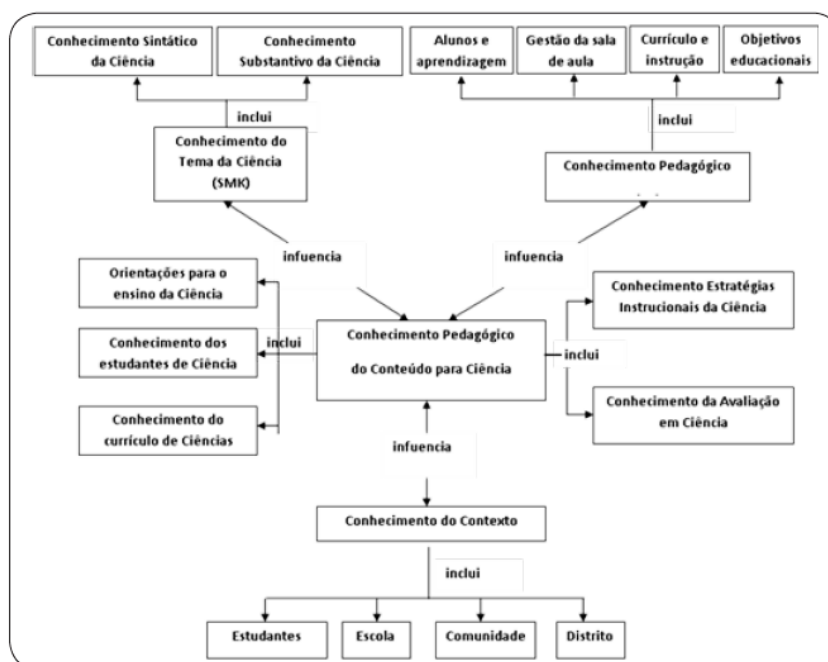 Conhecimento Sintático
da Ciência
Conhecimento
Substantivo da Ciência
Alunos e
aprendizagem
Gestão da sala
de aula
Currículo e
instrução
Objetivos
educacionais
inclui
inclui
Conhecimento do
Tema da Ciência
(SMK)
Conhecimento Pedagógico
infuencia
infuencia
Orientações para o
ensino da Ciência
Conhecimento dos
estudantes de Ciência
Conhecimento do
currículo de Ciências
inclui
Conhecimento Pedagógico
do Conteúdo para Ciência
inclui
Conhecimento Estratégias
Instrucionais da Ciência
Conhecimento da Avaliação
em Ciência
infuencia
Conhecimento do Contexto
inclui
Estudantes
Escola
Comunidade
Distrito